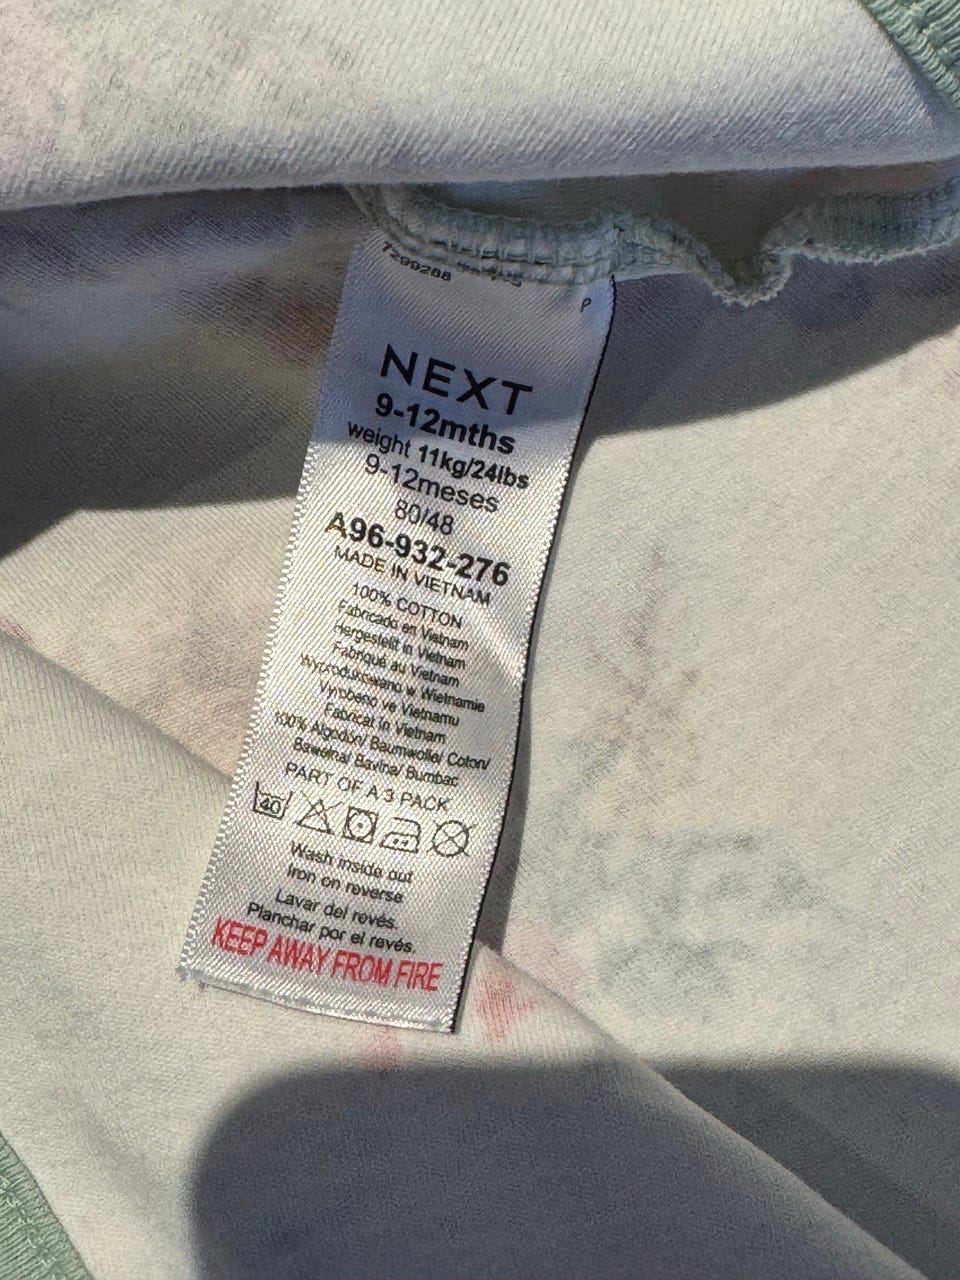 7299288
P
NEXT
9-12mths
weight 11kg/24lbs
9-12meses
80/48
A96-932-276
MADE IN VIETNAM
100% COTTON
Fabricado en Vietnam
Hergestellt in Vietnam
Fabriqué au Vietnam
Wyprodukowano w Wietnamie
Vyrobeno ve Vietnamu
Fabricat în Vietnam
100% Algodón/ Baumwolle/ Coton/
Bawełna/ Bavlna/ Bumbac
PART OF A 3 PACK
40
Wash inside out
Iron on reverse
Lavar del revés.
Planchar por el revés.
KEEP AWAY FROM FIRE